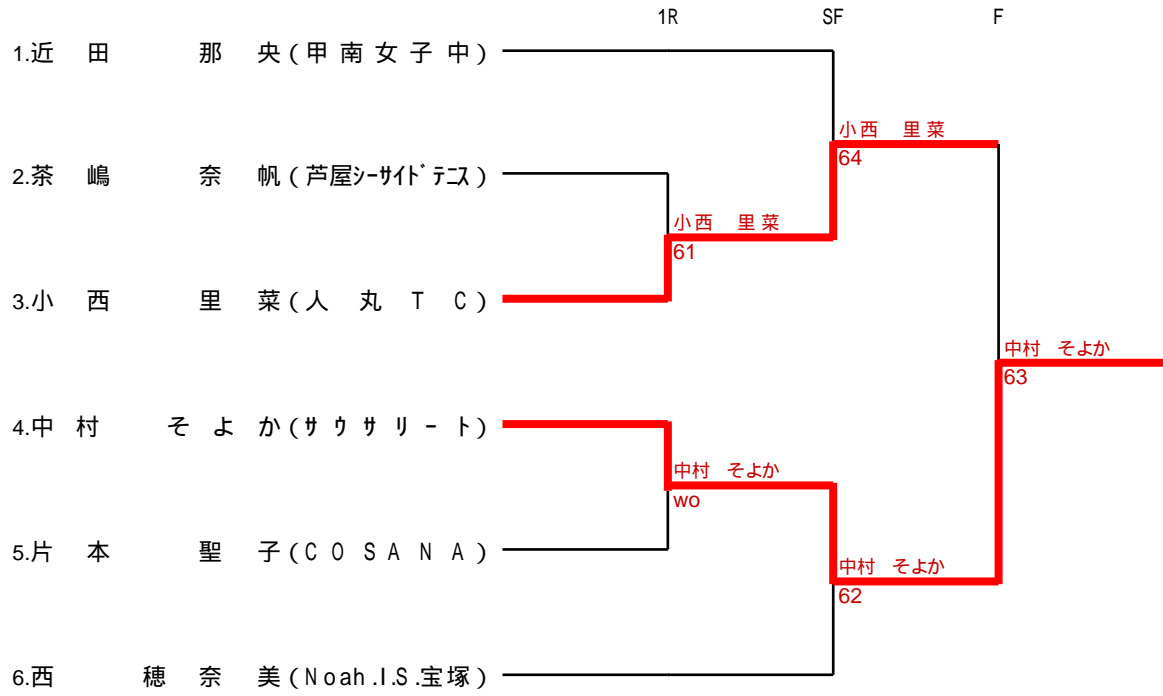 1R SF F
1.近田 那央(甲南女子中)
小西 里菜
64
2.茶嶋 奈帆(芦屋シーサイドテニス)
小西 里菜
61
3.小西 里菜(人丸TC)
中村 そよか
63
4.中村 そよか(サウサリート)
中村 そよか
wo
5.片本 聖子(COSANA)
中村 そよか
62
6.西 穂奈美(Noah.I.S.宝塚)